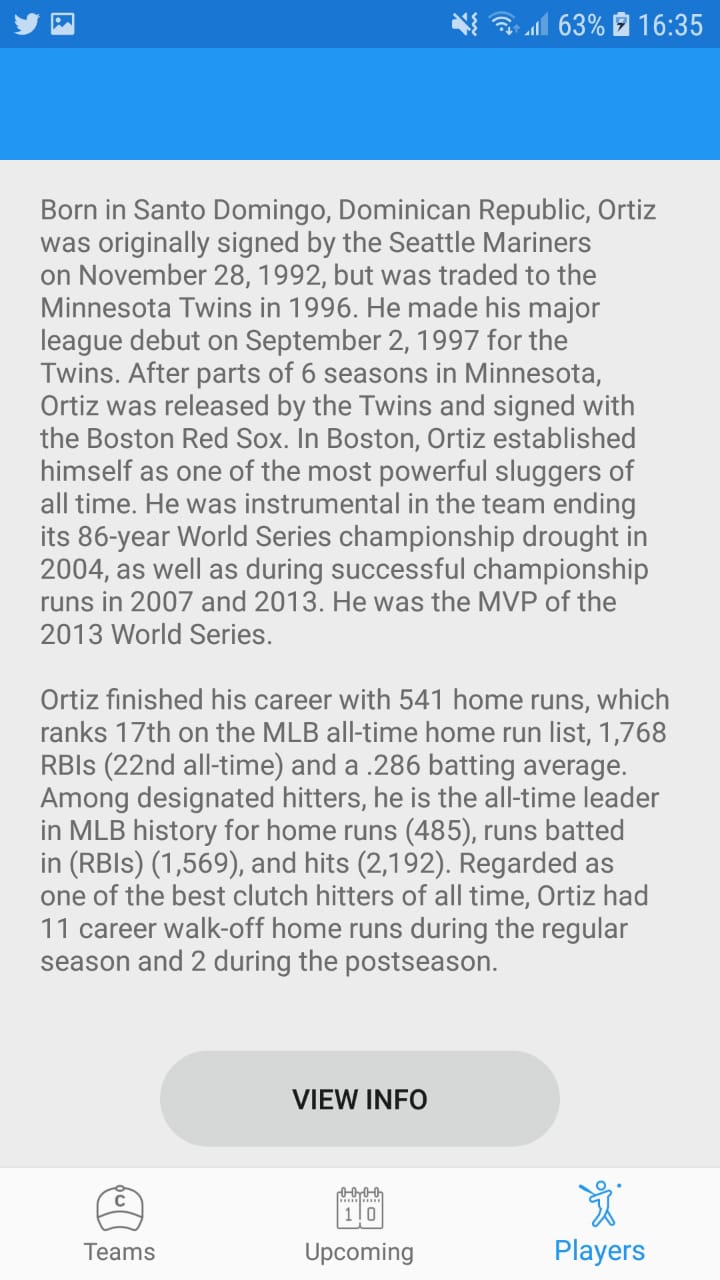 63% 16:35
Born in Santo Domingo, Dominican Republic, Ortiz
was originally signed by the Seattle Mariners
on November 28, 1992, but was traded to the
Minnesota Twins in 1996. He made his major
league debut on September 2, 1997 for the
Twins. After parts of 6 seasons in Minnesota,
Ortiz was released by the Twins and signed with
the Boston Red Sox. In Boston, Ortiz established
himself as one of the most powerful sluggers of
all time. He was instrumental in the team ending
its 86-year World Series championship drought in
2004, as well as during successful championship
runs in 2007 and 2013. He was the MVP of the
2013 World Series.
Ortiz finished his career with 541 home runs, which
ranks 17th on the MLB all-time home run list, 1,768
RBIs (22nd all-time) and a .286 batting average.
Among designated hitters, he is the all-time leader
in MLB history for home runs (485), runs batted
in (RBIs) (1,569), and hits (2,192). Regarded as
one of the best clutch hitters of all time, Ortiz had
11 career walk-off home runs during the regular
season and 2 during the postseason.
VIEW INFO
C
1 0
Teams Upcoming Players